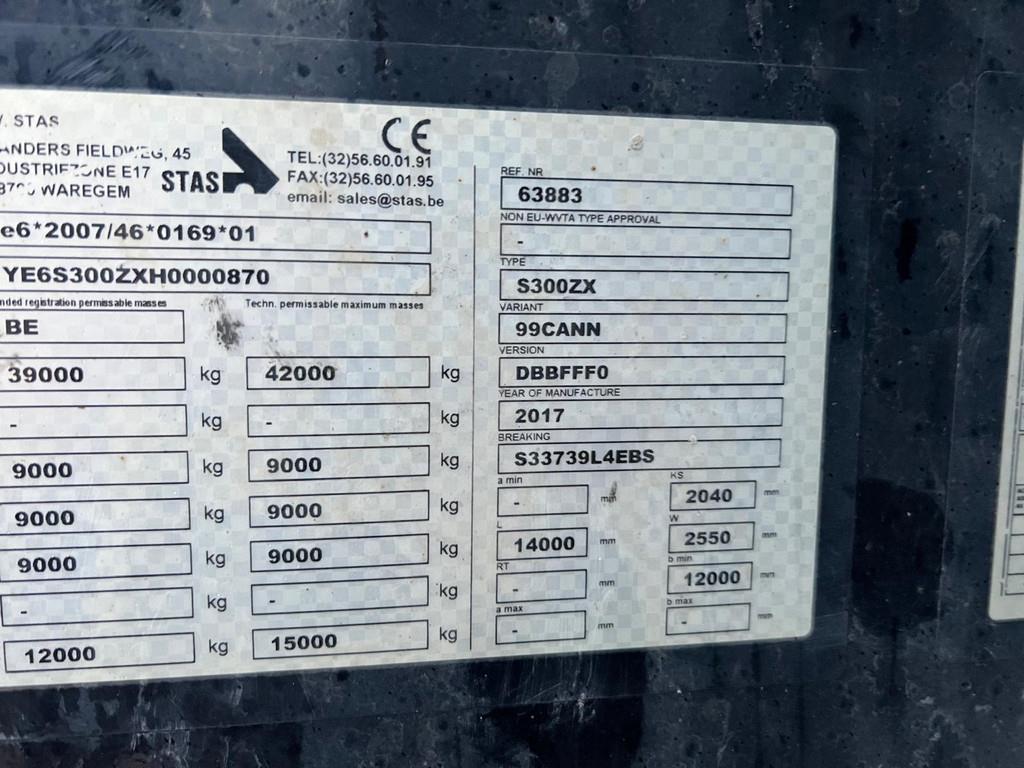 . STAS
ANDERS FIELDWEG, 45
DUSTRIEZONE E17
WAREGEM
STAS
CE
TEL:(32)56.60.01.91
FAX:(32)56.60.01.95
email: sales@stas.be
e6*2007/46*0169*01
YE6S300ZXH0000870
nded registration permissable masses
Techn. permissable maximum masses
BE
39000 kg 42000 kg
- kg - kg
9000 kg 9000 kg
9000 kg 9000 kg
9000 kg 9000 kg
- kg - kg
12000 kg 15000 kg
REF. NR
63883
NON EU-WVTA TYPE APPROVAL
-
TYPE
S300ZX
VARIANT
99CANN
VERSION
DBBFFF0
YEAR OF MANUFACTURE
2017
BREAKING
S33739L4EBS
a min KS
- mm 2040 mm
L W
14000 mm 2550 mm
RT b min
- mm 12000 mm
a max b max
- mm - mm